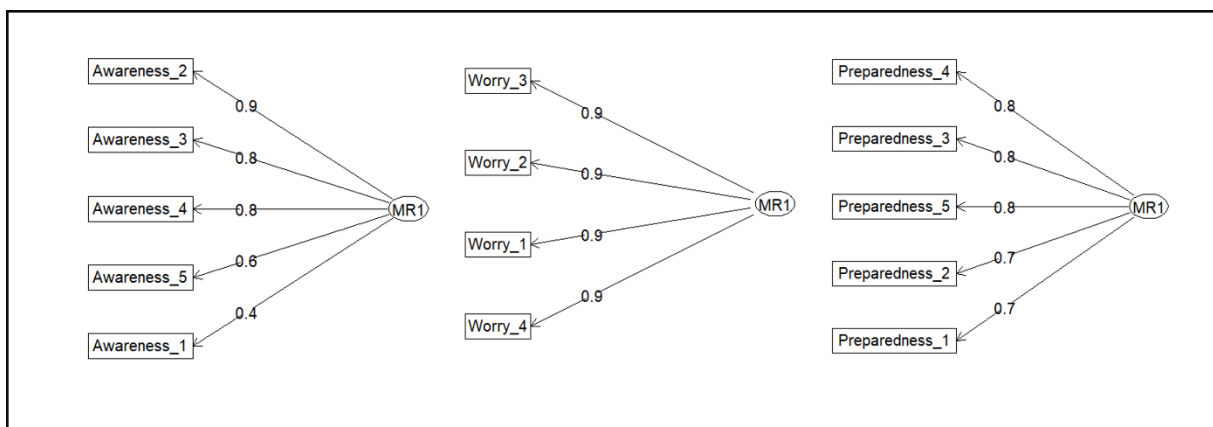 Awareness_2
0.9
Awareness_3
0.8
Awareness_4
0.8
MR1
Awareness_5
0.6
Awareness_1
0.4
Worry_3
0.9
Worry_2
0.9
MR1
Worry_1
0.9
Worry_4
0.9
Preparedness_4
0.8
Preparedness_3
0.8
Preparedness_5
0.8
MR1
Preparedness_2
0.7
Preparedness_1
0.7